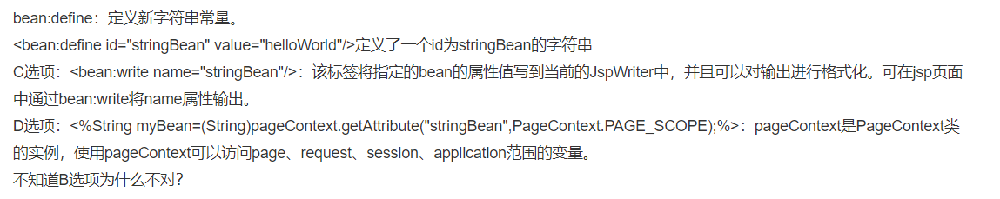 bean:define：定义新字符串常量。
<bean:define id="stringBean" value="helloWorld"/>定义了一个id为stringBean的字符串
C选项：<bean:write name="stringBean"/>：该标签将指定的bean的属性值写到当前的JspWriter中，并且可以对输出进行格式化。可在jsp页面
中通过bean:write将name属性输出。
D选项：<%String myBean=(String)pageContext.getAttribute("stringBean",PageContext.PAGE_SCOPE);%>：pageContext是PageContext类
的实例，使用pageContext可以访问page、request、session、application范围的变量。
不知道B选项为什么不对？